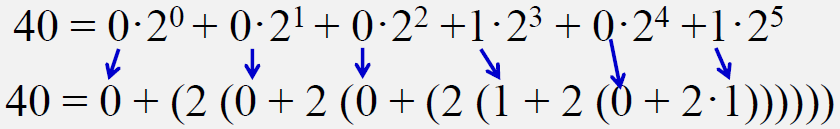 40 = 0·2⁰ + 0·2¹ + 0·2² +1·2³ + 0·2⁴ +1·2⁵
40 = 0 + (2 (0 + 2 (0 + (2 (1 + 2 (0 + 2·1))))))